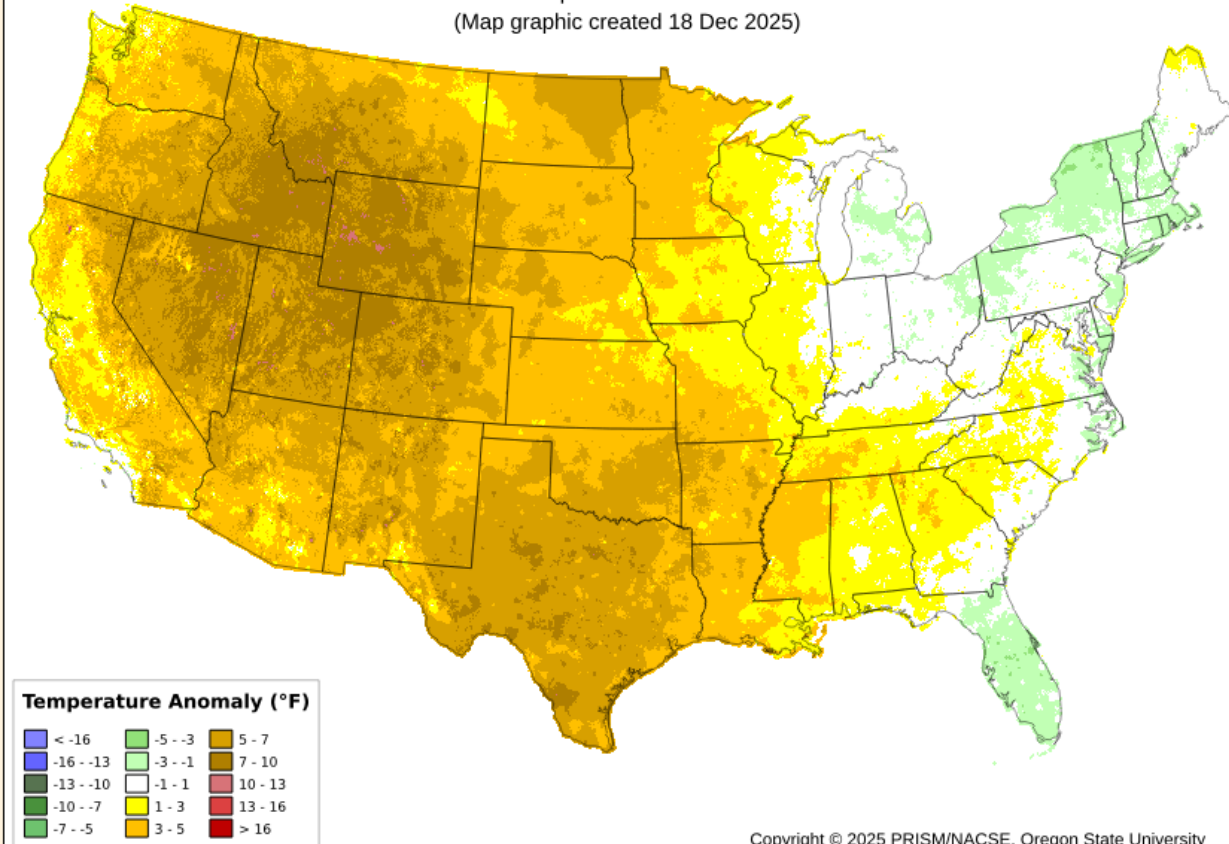 (Map graphic created 18 Dec 2025)
Temperature Anomaly (°F)
< -16
-5 - -3
5 - 7
-16 - -13
-3 - -1
7 - 10
-13 - -10
-1 - 1
10 - 13
-10 - -7
1 - 3
13 - 16
-7 - -5
3 - 5
> 16
Copyright © 2025 PRISM/NACSE, Oregon State University